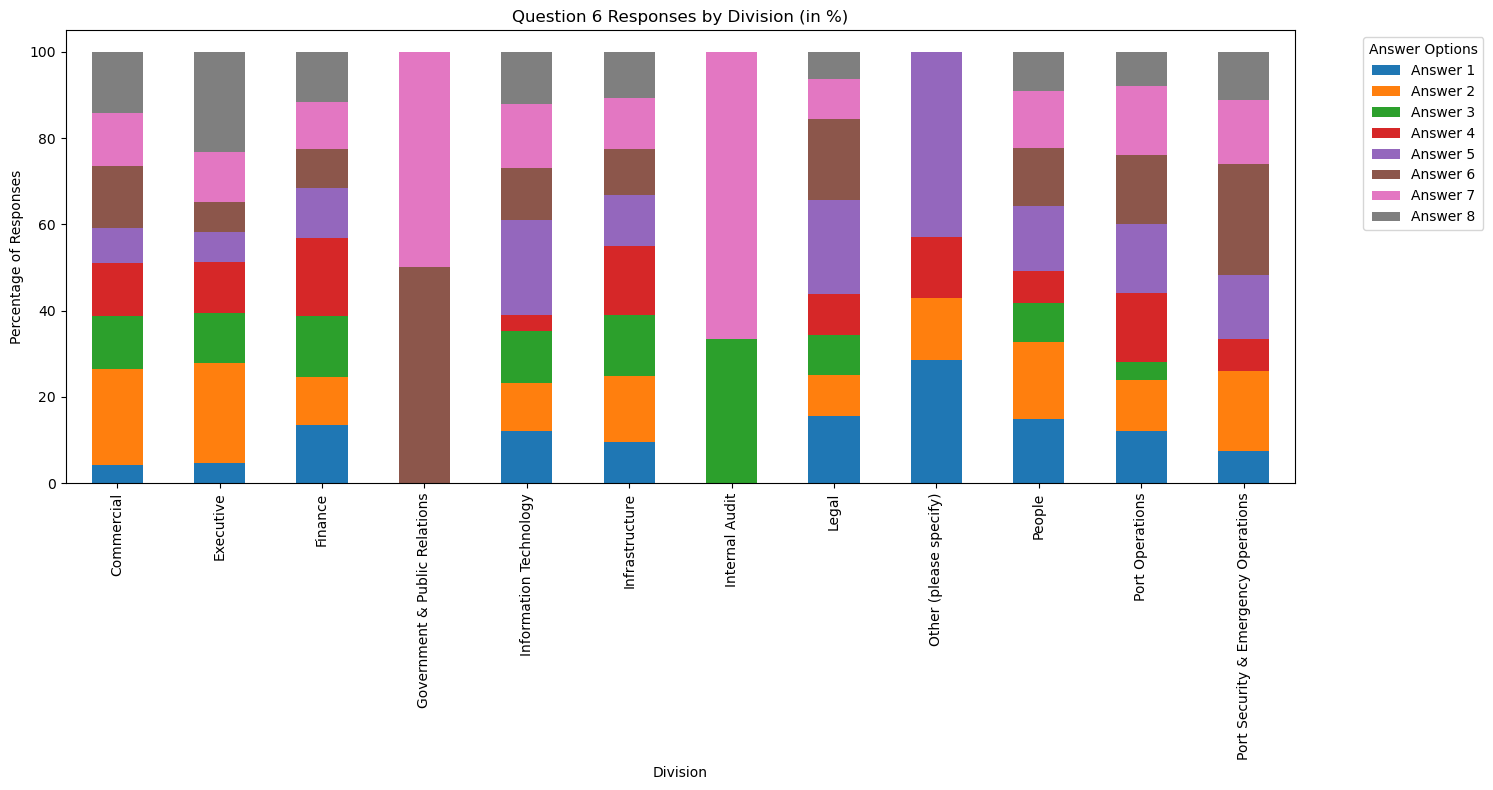 Question 6 Responses by Division (in %)
Percentage of Responses
100
80
60
40
20
0
Commercial
Executive
Finance
Government & Public Relations
Information Technology
Infrastructure
Internal Audit
Legal
Other (please specify)
People
Port Operations
Port Security & Emergency Operations
Division
Answer Options
Answer 1
Answer 2
Answer 3
Answer 4
Answer 5
Answer 6
Answer 7
Answer 8